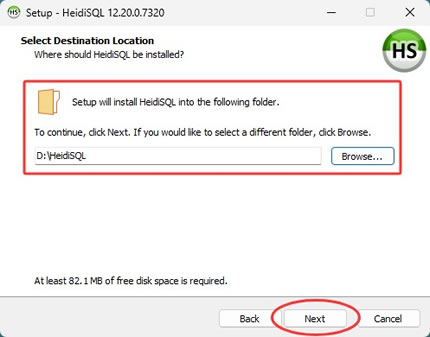 HS Setup - HeidiSQL 12.20.0.7320
Select Destination Location
Where should HeidiSQL be installed?
HS
Setup will install HeidiSQL into the following folder.
To continue, click Next. If you would like to select a different folder, click Browse.
D:\HeidiSQL
Browse...
At least 82.1 MB of free disk space is required.
Back
Next
Cancel